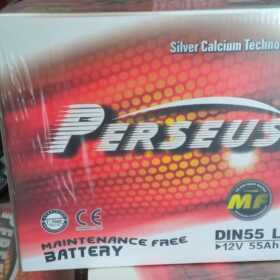 Silver Calcium Techno
PERSEUS
MF
DIN55 L
▶12V 55Ah
CE
MAINTENANCE FREE
BATTERY